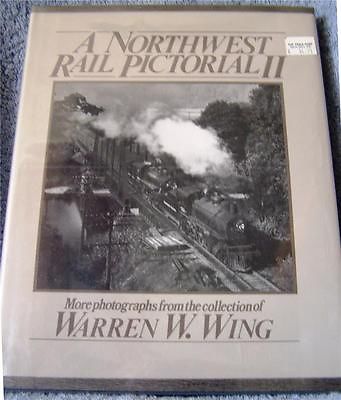 A NORTHWEST
RAIL PICTORIAL II
More photographs from the collection of
WARREN W. WING